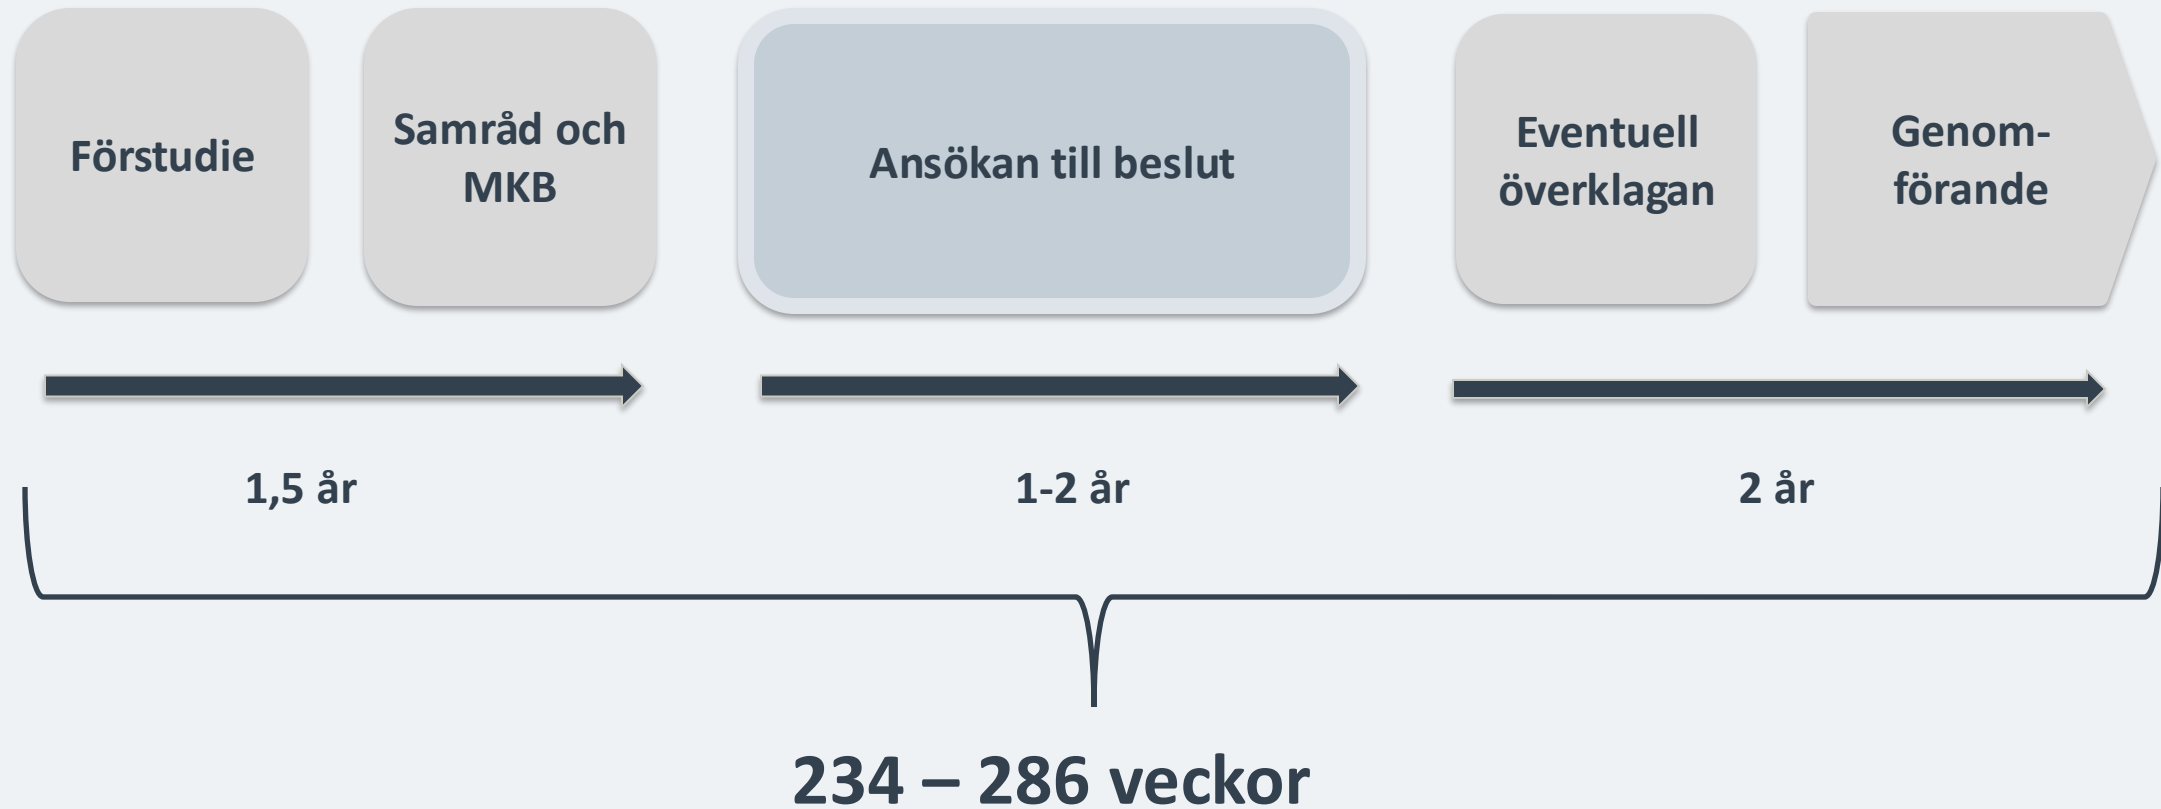 Förstudie
Samråd och
MKB
Ansökan till beslut
Eventuell
överklagan
Genom-
förande
1,5 år
1-2 år
2 år
234 – 286 veckor